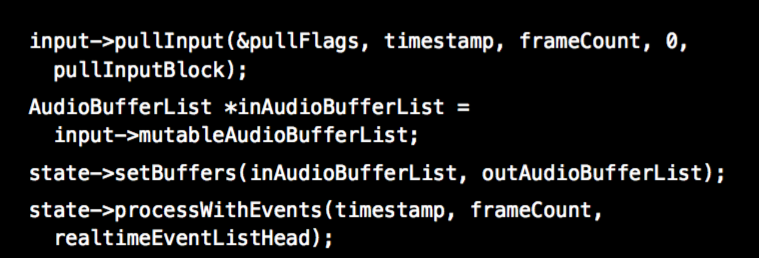 input->pullInput(&pullFlags, timestamp, frameCount, 0,
pullInputBlock);
AudioBufferList *inAudioBufferList =
input->mutableAudioBufferList;
state->setBuffers(inAudioBufferList, outAudioBufferList);
state->processWithEvents(timestamp, frameCount,
realtimeEventListHead);